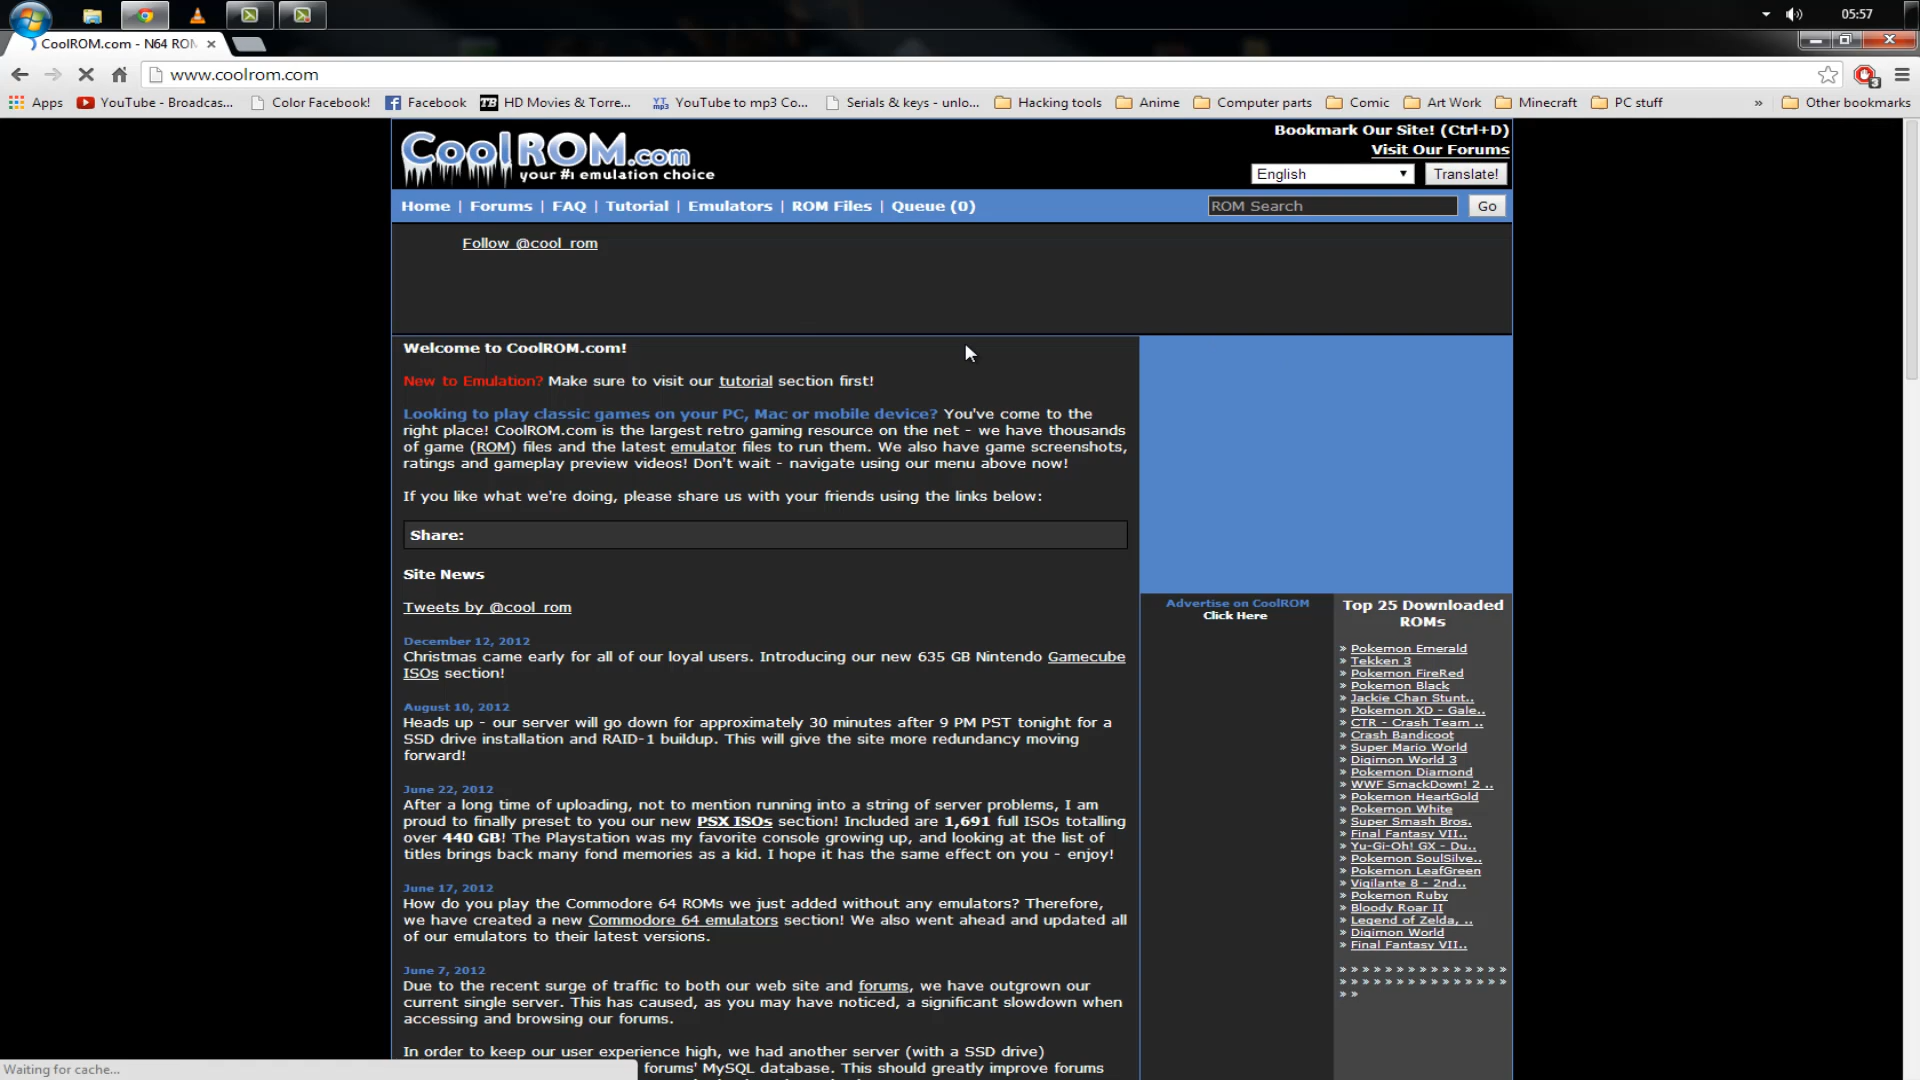 05:57
CoolROM.com - N64 ROM
www.coolrom.com
3
Apps
YouTube - Broadcas...
Color Facebook!
Facebook
TB HD Movies & Torre...
YT mp3 YouTube to mp3 Co...
Serials & keys - unlo...
Hacking tools
Anime
Computer parts
Comic
Art Work
Minecraft
PC stuff
»
Other bookmarks
CoolROM.com
your #1 emulation choice
Bookmark Our Site! (Ctrl+D)
Visit Our Forums
English
Translate!
Home | Forums | FAQ | Tutorial | Emulators | ROM Files | Queue (0)
ROM Search
Go
Follow @cool_rom
Welcome to CoolROM.com!
New to Emulation? Make sure to visit our tutorial section first!
Looking to play classic games on your PC, Mac or mobile device? You've come to the
right place! CoolROM.com is the largest retro gaming resource on the net - we have thousands
of game (ROM) files and the latest emulator files to run them. We also have game screenshots,
ratings and gameplay preview videos! Don't wait - navigate using our menu above now!
If you like what we're doing, please share us with your friends using the links below:
Share:
Site News
Tweets by @cool_rom
December 12, 2012
Christmas came early for all of our loyal users. Introducing our new 635 GB Nintendo Gamecube
ISOs section!
August 10, 2012
Heads up - our server will go down for approximately 30 minutes after 9 PM PST tonight for a
SSD drive installation and RAID-1 buildup. This will give the site more redundancy moving
forward!
June 22, 2012
After a long time of uploading, not to mention running into a string of server problems, I am
proud to finally preset to you our new PSX ISOs section! Included are 1,691 full ISOs totalling
over 440 GB! The Playstation was my favorite console growing up, and looking at the list of
titles brings back many fond memories as a kid. I hope it has the same effect on you - enjoy!
June 17, 2012
How do you play the Commodore 64 ROMs we just added without any emulators? Therefore,
we have created a new Commodore 64 emulators section! We also went ahead and updated all
of our emulators to their latest versions.
June 7, 2012
Due to the recent surge of traffic to both our web site and forums, we have outgrown our
current single server. This has caused, as you may have noticed, a significant slowdown when
accessing and browsing our forums.
In order to keep our user experience high, we had another server (with a SSD drive)
forums' MySQL database. This should greatly improve forums
Advertise on CoolROM
Click Here
Top 25 Downloaded
ROMs
» Pokemon Emerald
» Tekken 3
» Pokemon FireRed
» Pokemon Black
» Jackie Chan Stunt..
» Pokemon XD - Gale..
» CTR - Crash Team ..
» Crash Bandicoot
» Super Mario World
» Digimon World 3
» Pokemon Diamond
» WWF SmackDown! 2 ..
» Pokemon HeartGold
» Pokemon White
» Super Smash Bros.
» Final Fantasy VII..
» Yu-Gi-Oh! GX - Du..
» Pokemon SoulSilve..
» Pokemon LeafGreen
» Vigilante 8 - 2nd..
» Pokemon Ruby
» Bloody Roar II
» Legend of Zelda, ..
» Digimon World
» Final Fantasy VII..
» » » » » » » » » » » » » » »
» » » » » » » » » » » » » » »
» »
Waiting for cache...